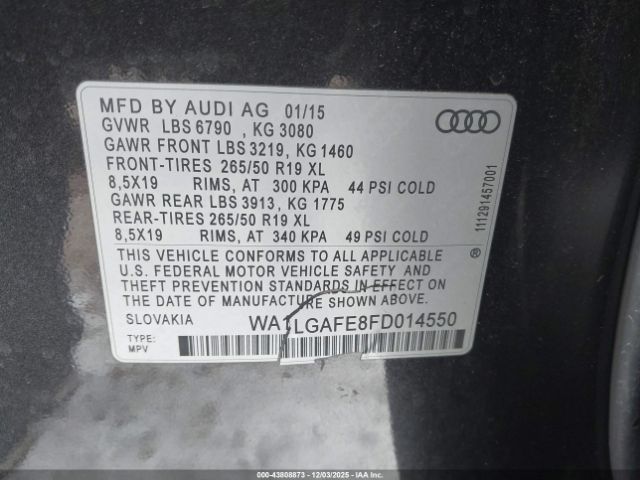 MFD BY AUDI AG 01/15
GVWR LBS 6790 , KG 3080
GAWR FRONT LBS 3219, KG 1460
FRONT-TIRES 265/50 R19 XL
8,5X19 RIMS, AT 300 KPA 44 PSI COLD
GAWR REAR LBS 3913, KG 1775
REAR-TIRES 265/50 R19 XL
8,5X19 RIMS, AT 340 KPA 49 PSI COLD
THIS VEHICLE CONFORMS TO ALL APPLICABLE
U.S. FEDERAL MOTOR VEHICLE SAFETY AND
THEFT PREVENTION STANDARDS IN EFFECT ON
THE DATE OF MANUFACTURE SHOWN ABOVE.
SLOVAKIA WA1LGAFE8FD014550
TYPE:
MPV
111291457001
®
00-43808873 | 12/03/2025 | IAAI.COM